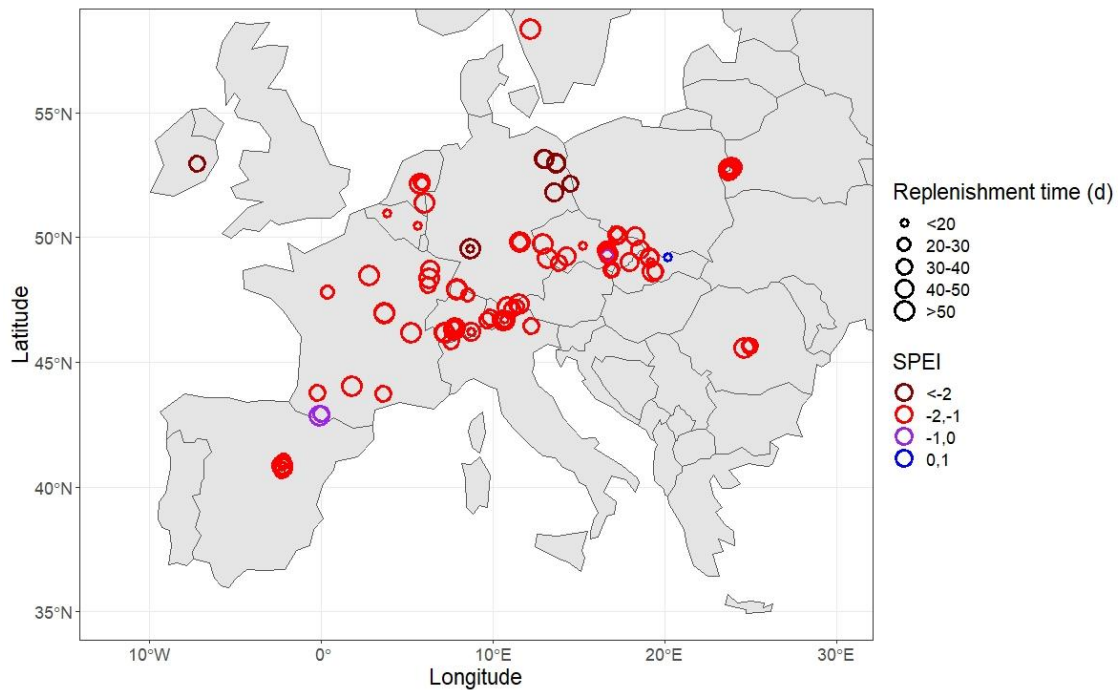 55°N
50°N
45°N
40°N
35°N
Latitude
10°W
0°
10°E
20°E
30°E
Longitude
Replenishment time (d)
<20
20-30
30-40
40-50
>50
SPEI
<-2
-2,-1
-1,0
0,1